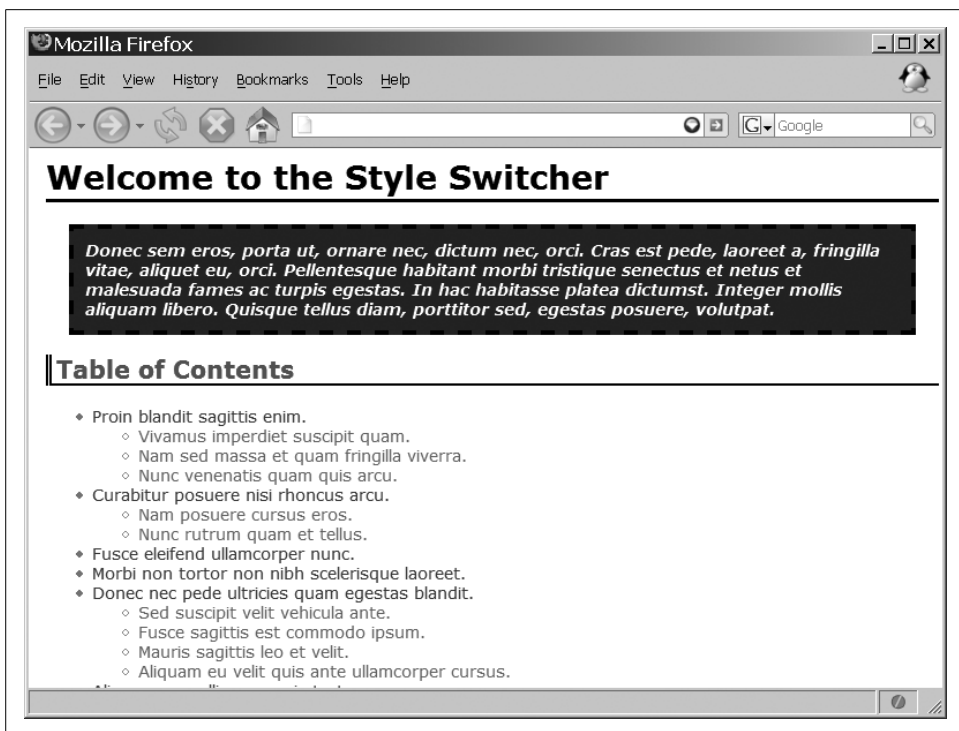 Mozilla Firefox
File Edit View History Bookmarks Tools Help
G Google
Welcome to the Style Switcher
Donec sem eros, porta ut, ornare nec, dictum nec, orci. Cras est pede, laoreet a, fringilla
vitae, aliquet eu, orci. Pellentesque habitant morbi tristique senectus et netus et
malesuada fames ac turpis egestas. In hac habitasse platea dictumst. Integer mollis
aliquam libero. Quisque tellus diam, porttitor sed, egestas posuere, volutpat.
Table of Contents
Proin blandit sagittis enim.
Vivamus imperdiet suscipit quam.
Nam sed massa et quam fringilla viverra.
Nunc venenatis quam quis arcu.
Curabitur posuere nisi rhoncus arcu.
Nam posuere cursus eros.
Nunc rutrum quam et tellus.
Fusce eleifend ullamcorper nunc.
Morbi non tortor non nibh scelerisque laoreet.
Donec nec pede ultricies quam egestas blandit.
Sed suscipit velit vehicula ante.
Fusce sagittis est commodo ipsum.
Mauris sagittis leo et velit.
Aliquam eu velit quis ante ullamcorper cursus.